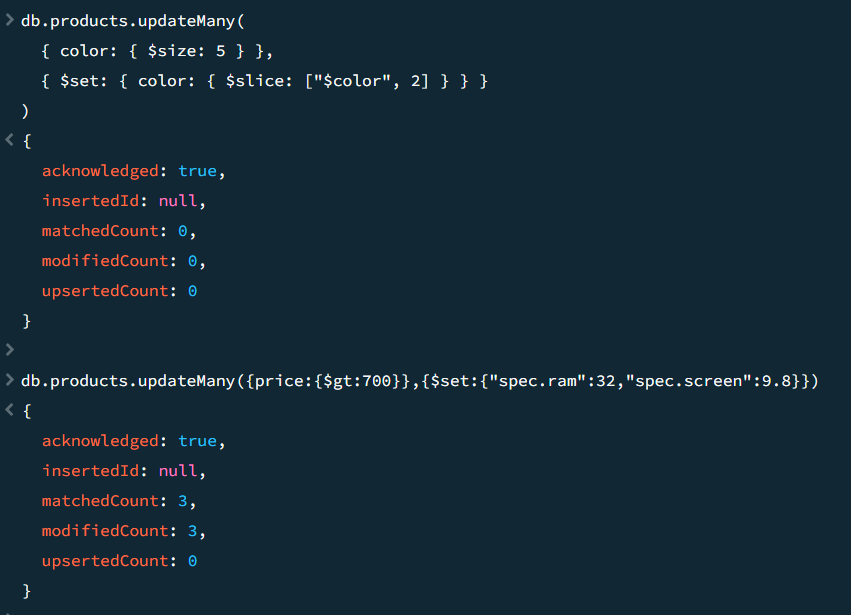 > db.products.updateMany(
{ color: { $size: 5 } },
{ $set: { color: { $slice: ["$color", 2] } } }
)
< {
acknowledged: true,
insertedId: null,
matchedCount: 0,
modifiedCount: 0,
upsertedCount: 0
}
>
> db.products.updateMany({price:{$gt:700}},{$set:{"spec.ram":32,"spec.screen":9.8}})
< {
acknowledged: true,
insertedId: null,
matchedCount: 3,
modifiedCount: 3,
upsertedCount: 0
}